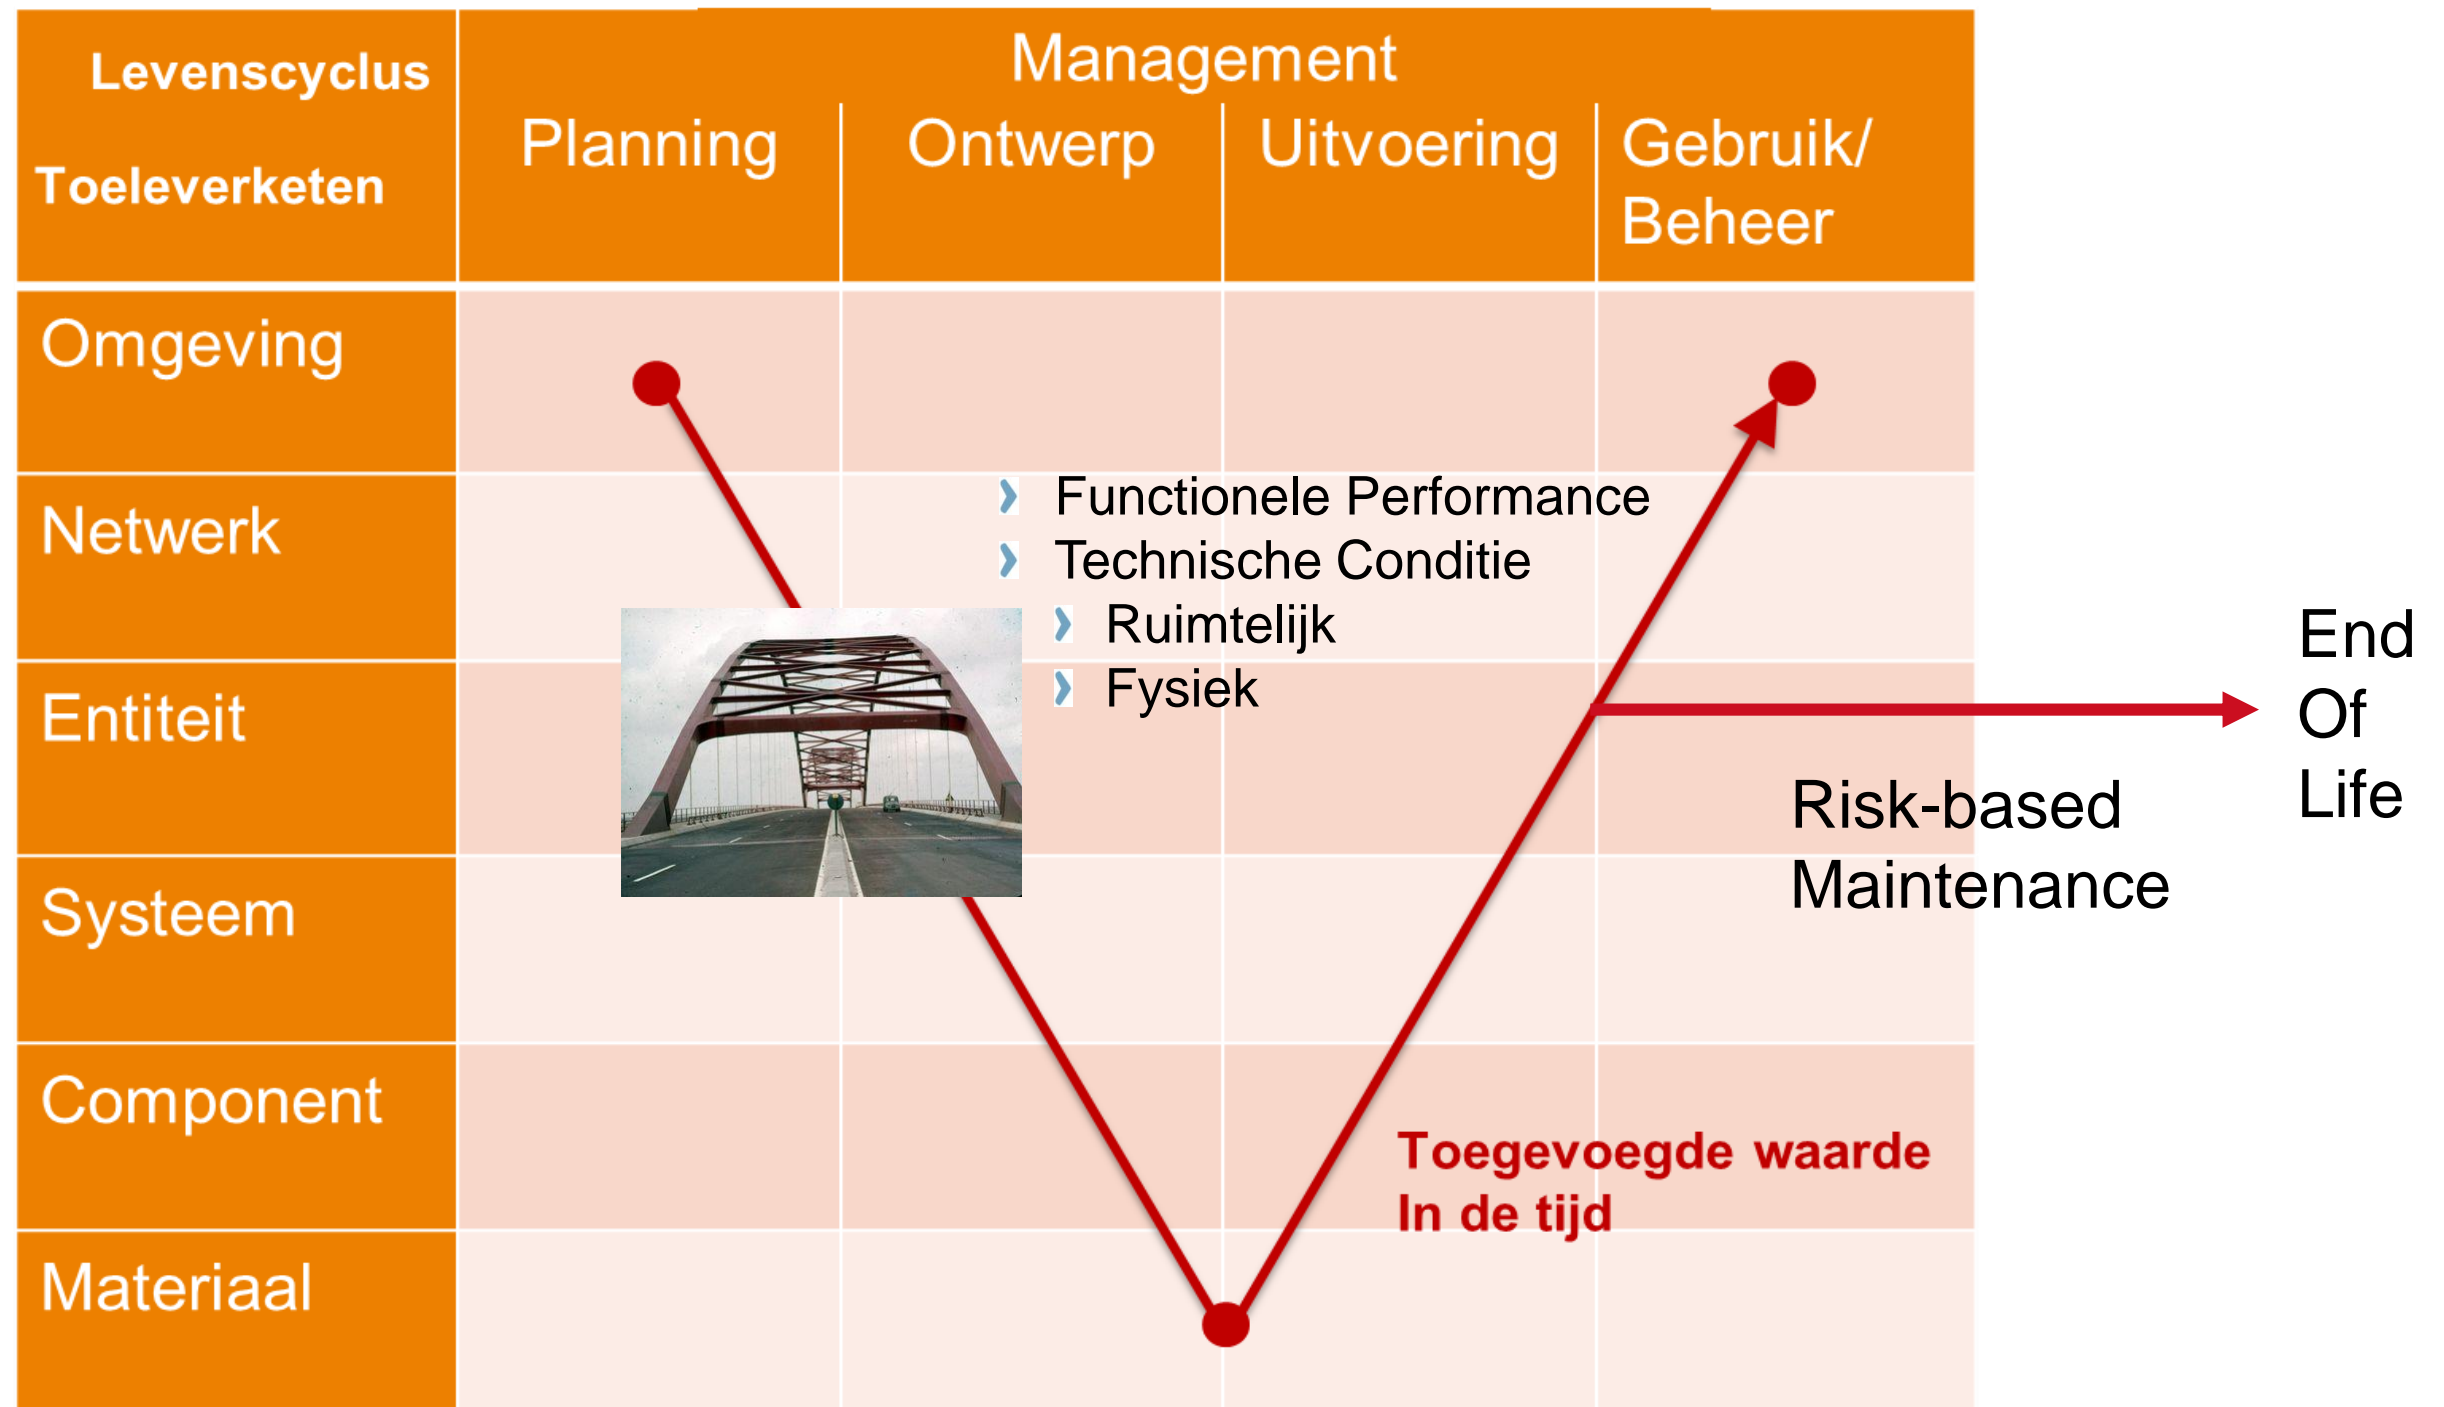 Levenscyclus
Toeleverketen
Management
Planning
Ontwerp
Uitvoering
Gebruik/
Beheer
Omgeving
Netwerk
Functionele Performance
Technische Conditie
Ruimtelijk
Fysiek
Entiteit
End
Of
Life
Risk-based
Maintenance
Systeem
Component
Toegevoegde waarde
In de tijd
Materiaal